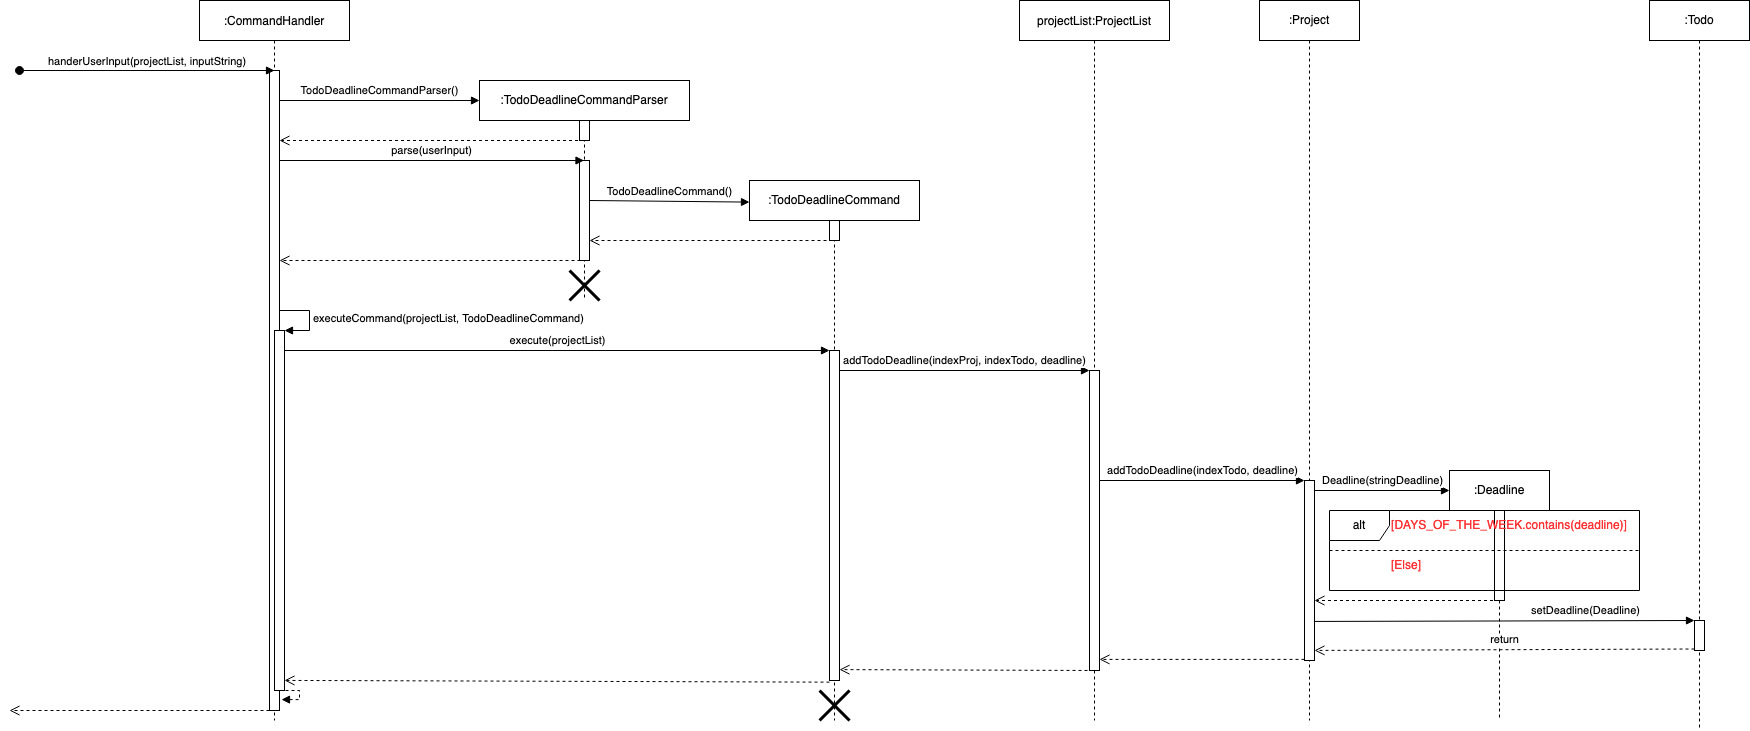 :CommandHandler
projectList:ProjectList
:Project
:Todo
handerUserInput(projectList, inputString)
TodoDeadlineCommandParser()
:TodoDeadlineCommandParser
parse(userInput)
TodoDeadlineCommand()
:TodoDeadlineCommand
executeCommand(projectList, TodoDeadlineCommand)
execute(projectList)
addTodoDeadline(indexProj, indexTodo, deadline)
addTodoDeadline(indexTodo, deadline)
Deadline(stringDeadline)
:Deadline
alt
[DAYS_OF_THE_WEEK.contains(deadline)]
[Else]
setDeadline(Deadline)
return